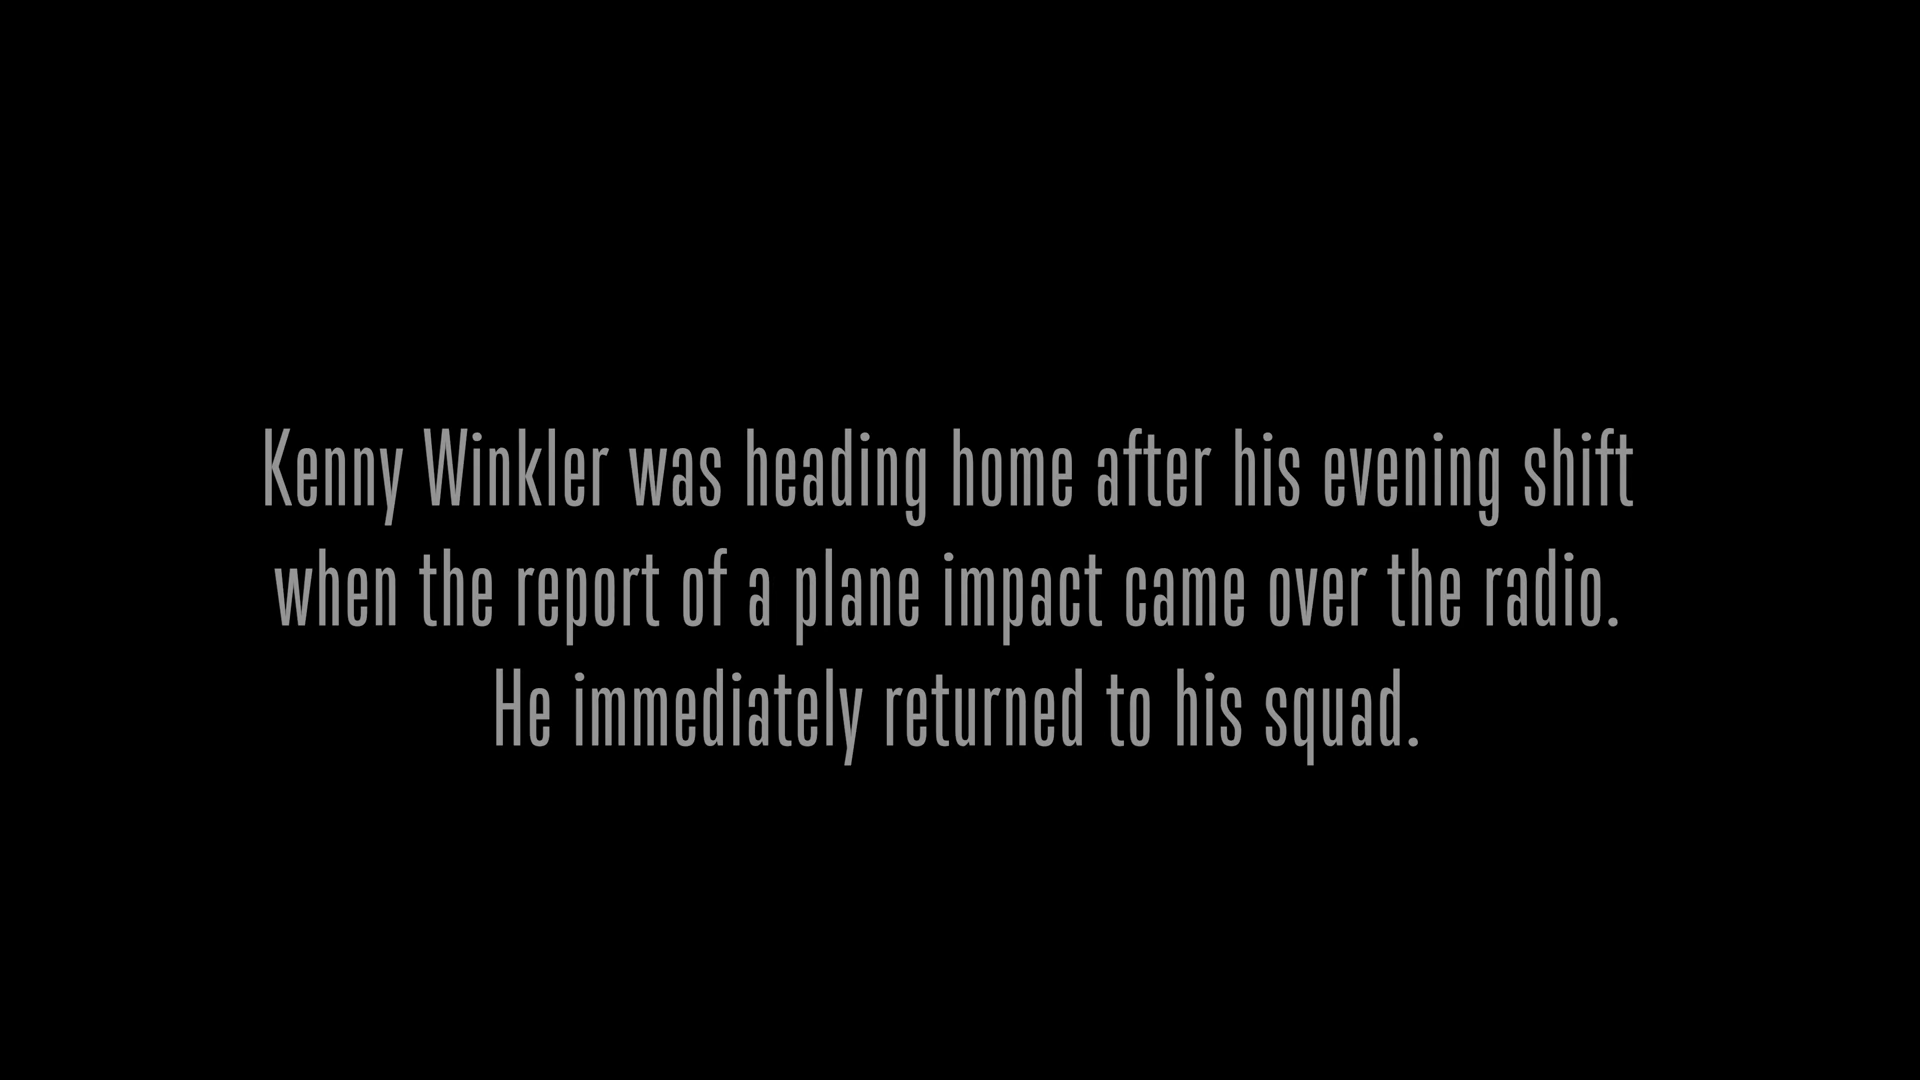 Kenny Winkler was heading home after his evening shift
when the report of a plane impact came over the radio.
He immediately returned to his squad.